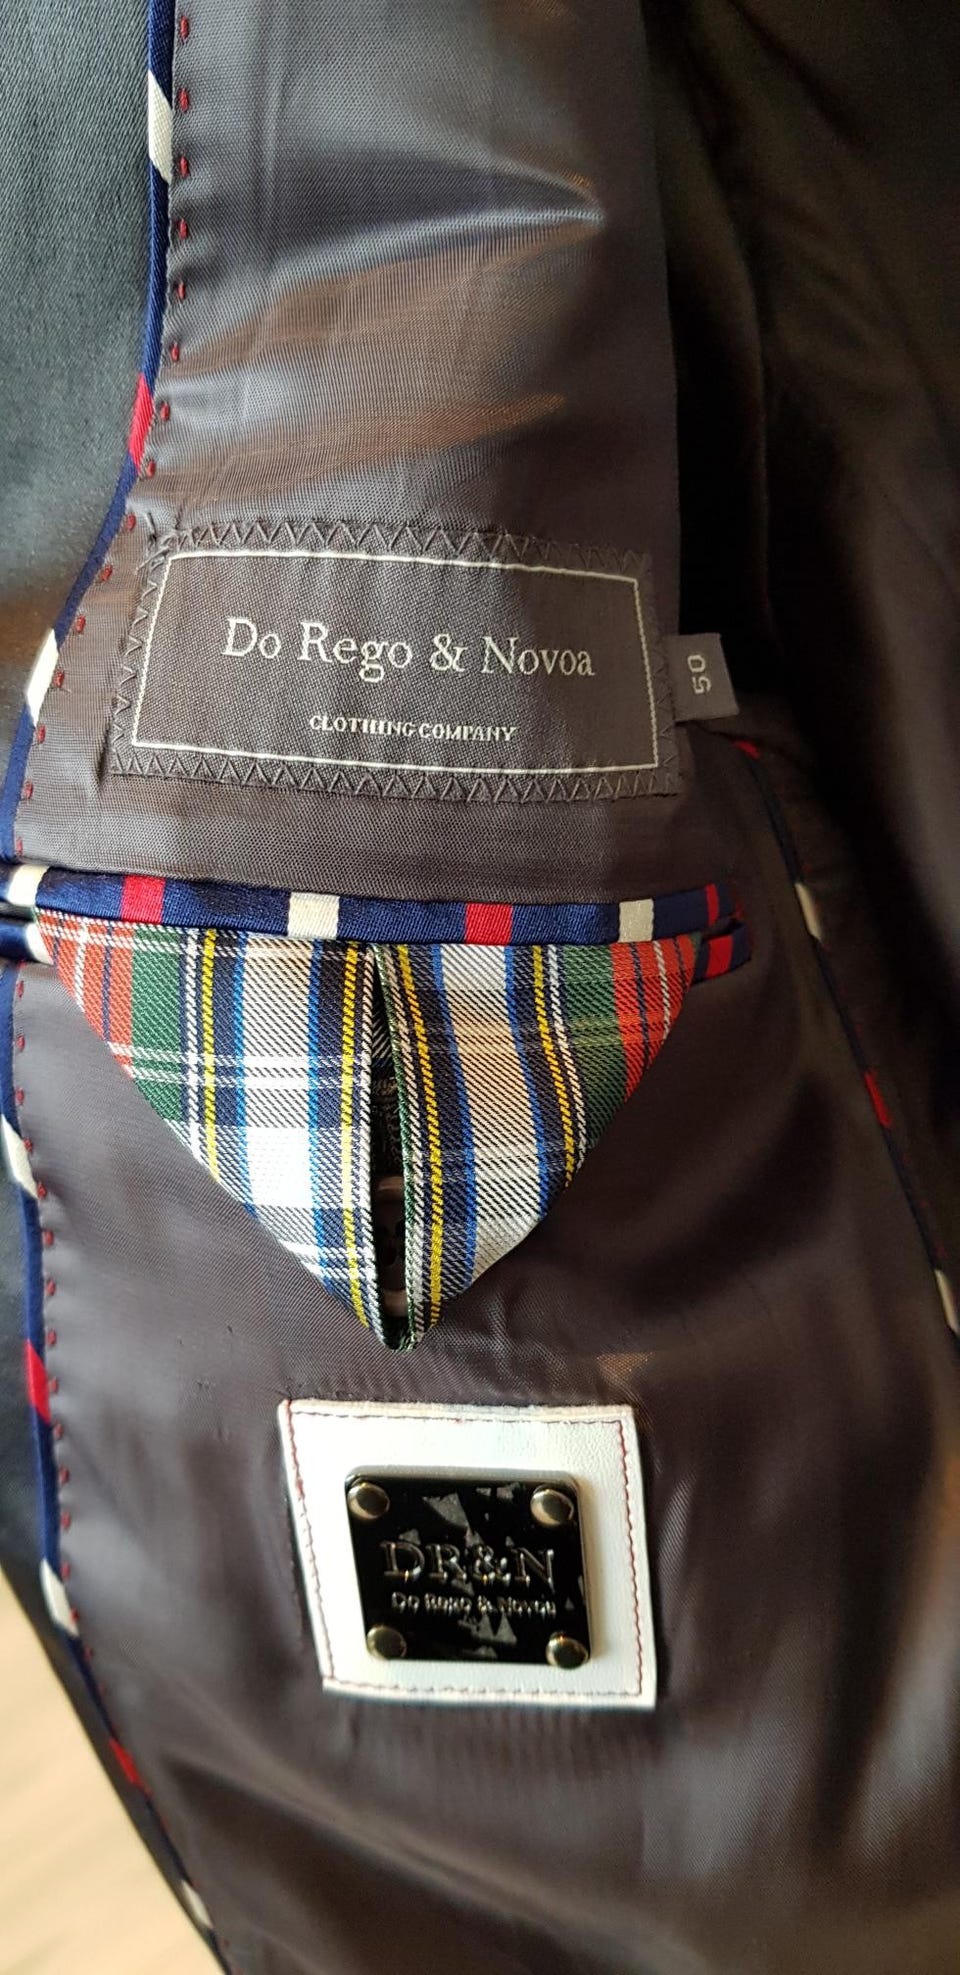 Do Rego & Novoa
CLOTHING COMPANY
50
DR&N
Do Rego & Novoa